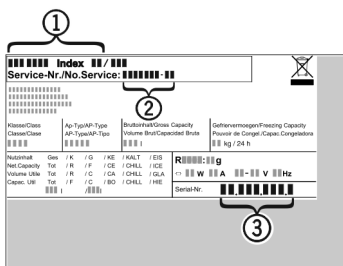 1
Index /
Service-Nr./No.Service: -
2
Klasse/Class
Classe/Clase
Ap-Typ/AP-Type
AP-Type/AP-Tipo
Bruttoinhalt/Gross Capacity
Volume Brut/Capacidad Bruta
l
Gefriervermoegen/Freezing Capacity
Pouvoir de Congel./Capac.Congeladora
kg / 24 h
Nutzinhalt Ges / K / G / KE / KALT / EIS
Net.Capacity Tot / R / F / CE / CHILL / ICE
Volume Utile Tot / R / C / CA / CHILL / GLA
Capac. Util Tot / F / C / BO / CHILL / HIE
l / l
R : g
W A - V Hz
Serial-Nr. . . .
3